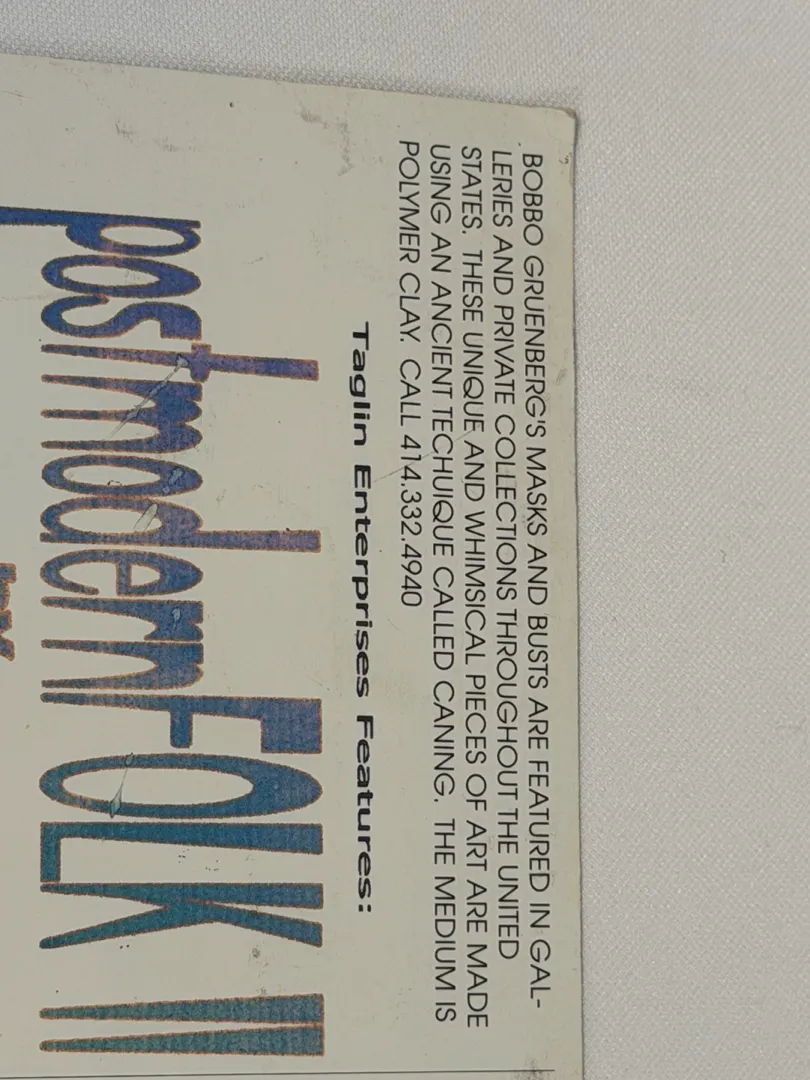 BOBBO GRUENBERG'S MASKS AND BUSTS ARE FEATURED IN GAL-
LERIES AND PRIVATE COLLECTIONS THROUGHOUT THE UNITED
STATES. THESE UNIQUE AND WHIMSICAL PIECES OF ART ARE MADE
USING AN ANCIENT TECHUIQUE CALLED CANING. THE MEDIUM IS
POLYMER CLAY. CALL 414.332.4940
Taglin Enterprises Features:
postmodernFOLK II